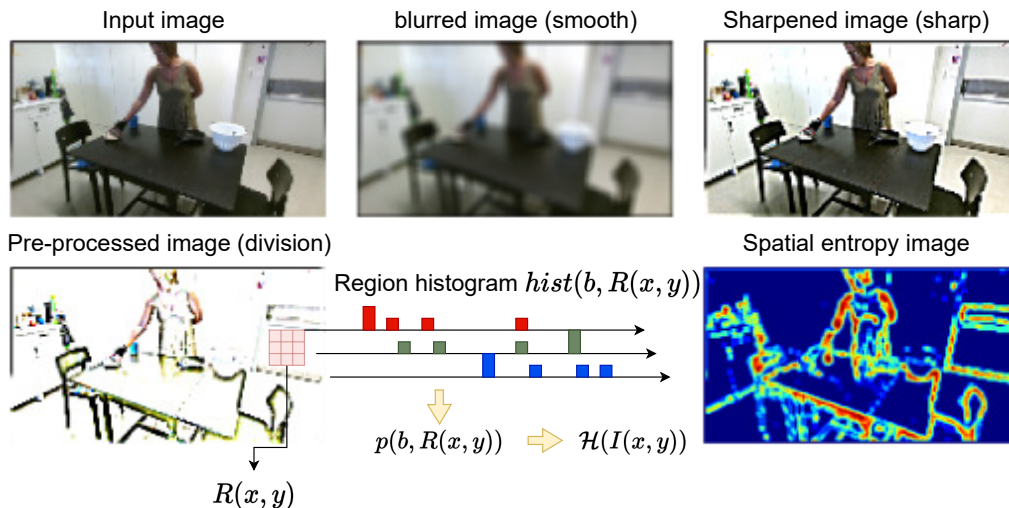 Input image
blurred image (smooth)
Sharpened image (sharp)
Pre-processed image (division)
Region histogram hist(b, R(x, y))
Spatial entropy image
p(b, R(x, y))
ℋ(I(x, y))
R(x, y)